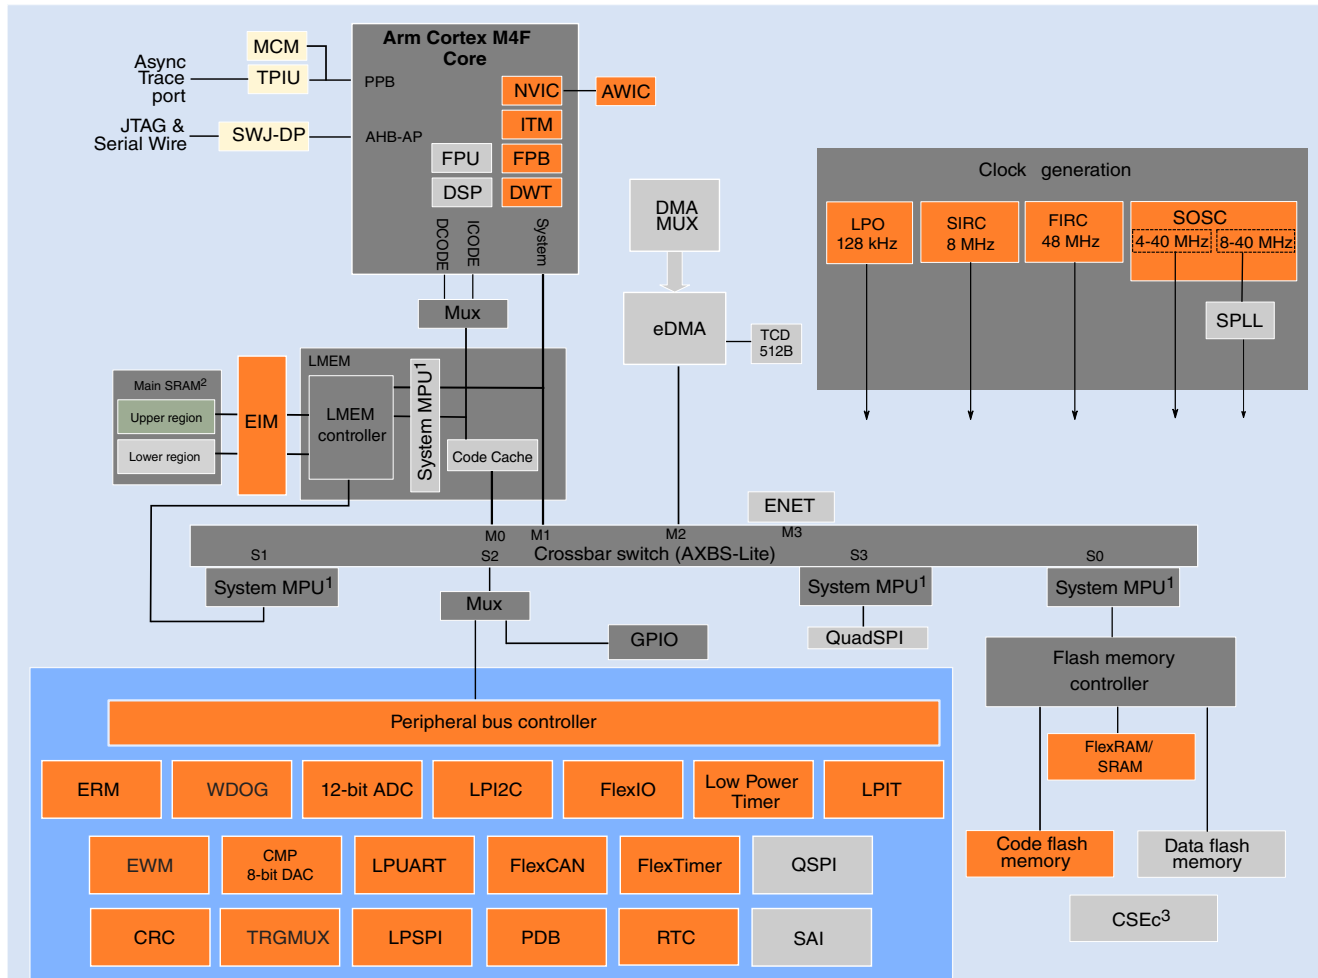 Arm Cortex M4F
Core
MCM
Async
Trace
port
TPIU
PPB
NVIC
AWIC
ITM
JTAG &
Serial Wire
SWJ-DP
AHB-AP
FPU
FPB
DSP
DWT
DCODE
ICODE
System
Mux
DMA
MUX
eDMA
TCD
512B
Clock generation
LPO
128 kHz
SIRC
8 MHz
FIRC
48 MHz
SOSC
4-40 MHz
8-40 MHz
SPLL
LMEM
Main SRAM2
Upper region
Lower region
EIM
LMEM
controller
System MPU1
Code Cache
ENET
M0
M1
M2
M3
Crossbar switch (AXBS-Lite)
S1
S2
S3
S0
System MPU1
System MPU1
System MPU1
Mux
GPIO
QuadSPI
Flash memory
controller
FlexRAM/
SRAM
Code flash
memory
Data flash
memory
CSEc3
Peripheral bus controller
ERM
WDOG
12-bit ADC
LPI2C
FlexIO
Low Power
Timer
LPIT
EWM
CMP
8-bit DAC
LPUART
FlexCAN
FlexTimer
QSPI
CRC
TRGMUX
LPSPI
PDB
RTC
SAI